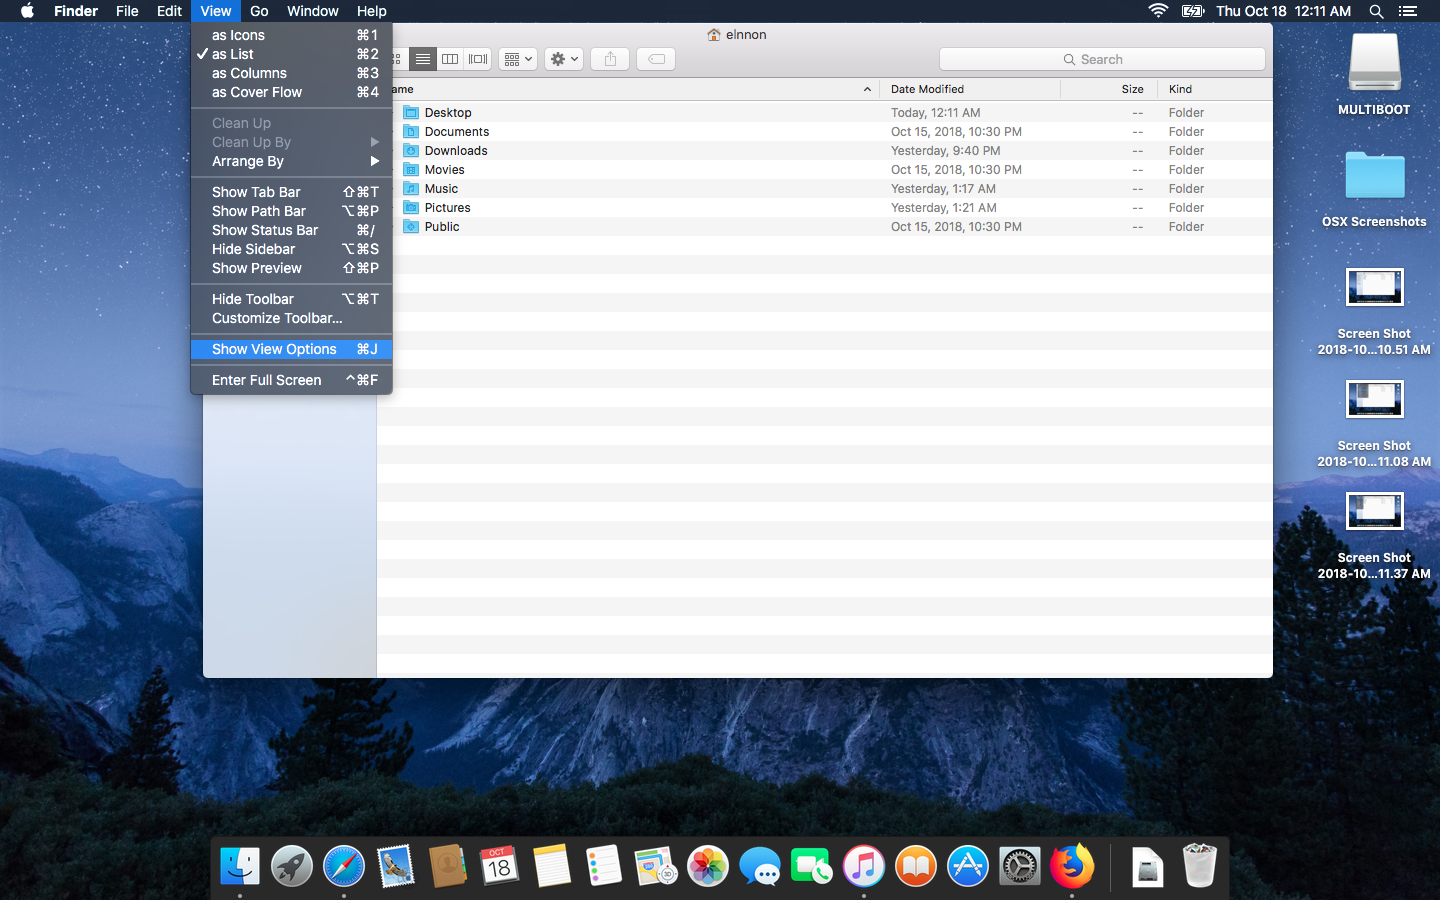 Finder File Edit View Go Window Help Thu Oct 18 12:11 AM
as Icons ⌘1
✓ as List ⌘2
as Columns ⌘3
as Cover Flow ⌘4
Clean Up
Clean Up By
Arrange By
Show Tab Bar ⇧⌘T
Show Path Bar ⌥⌘P
Show Status Bar ⌘/
Hide Sidebar ⌥⌘S
Show Preview ⇧⌘P
Hide Toolbar ⌥⌘T
Customize Toolbar...
Show View Options ⌘J
Enter Full Screen ^⌘F
elnnon
Search
ame Date Modified Size Kind
Desktop Today, 12:11 AM -- Folder
Documents Oct 15, 2018, 10:30 PM -- Folder
Downloads Yesterday, 9:40 PM -- Folder
Movies Oct 15, 2018, 10:30 PM -- Folder
Music Yesterday, 1:17 AM -- Folder
Pictures Yesterday, 1:21 AM -- Folder
Public Oct 15, 2018, 10:30 PM -- Folder
MULTIBOOT
OSX Screenshots
Screen Shot
2018-10...10.51 AM
Screen Shot
2018-10...11.08 AM
Screen Shot
2018-10...11.37 AM
OCT
18